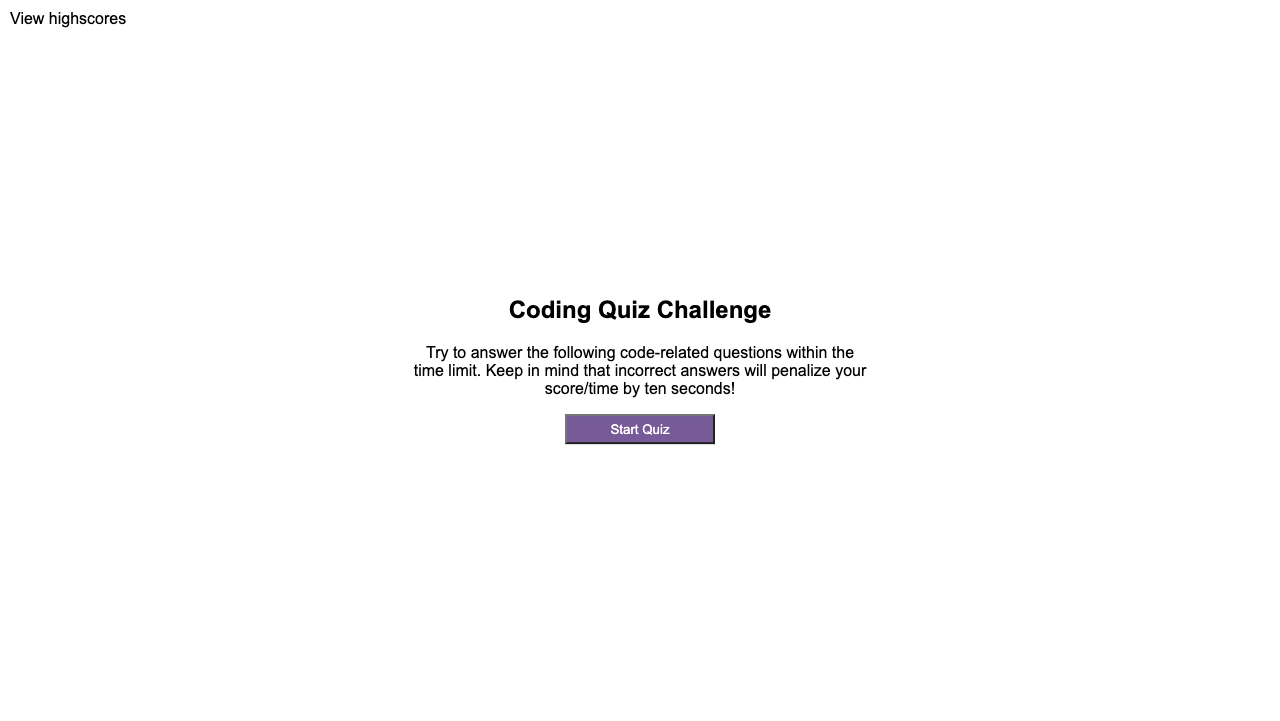 View highscores
Coding Quiz Challenge
Try to answer the following code-related questions within the
time limit. Keep in mind that incorrect answers will penalize your
score/time by ten seconds!
Start Quiz